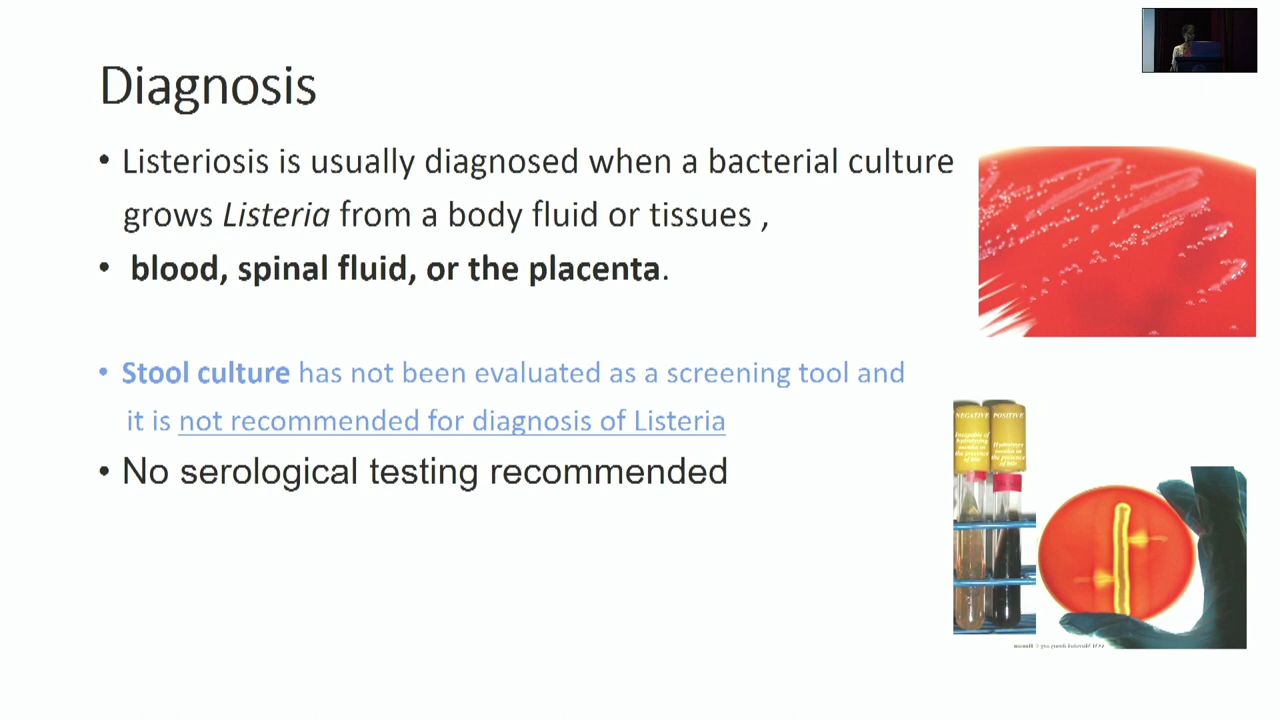 Diagnosis
• Listeriosis is usually diagnosed when a bacterial culture
grows Listeria from a body fluid or tissues ,
• blood, spinal fluid, or the placenta.
• Stool culture has not been evaluated as a screening tool and
it is not recommended for diagnosis of Listeria
• No serological testing recommended
NEGATIVE
POSITIVE